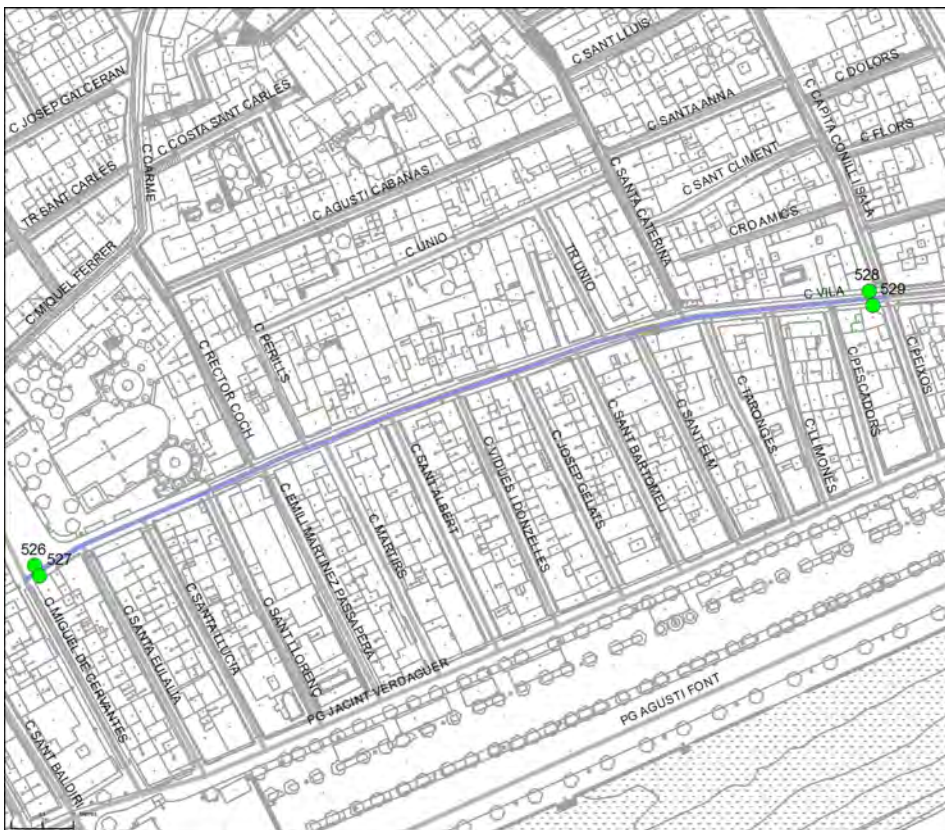 C SANT LLUIS
C DOLORS
C JOSEP GALCERAN
C COSTA SANT CARLES
C SANTA ANNA
C CAPITA CONILL I SALA
C FLORS
C CARME
TR SANT CARLES
C AGUSTI CABAÑAS
C SANT CLIMENT
C SANTA CATERINA
CRO AMICS
C UNIO
TR UNIO
C MIQUEL FERRER
528
C VILA
529
C PERILLS
C RECTOR COCH
C PEIXOS
C PESCADORS
C LLIMONES
C TARONGES
C SANT ELM
C SANT BARTOMEU
C JOSEP GELATS
C VIDUES I DONZELLES
C SANT ALBERT
C MARTIRS
C EMILI MARTINEZ PASSAPERA
526
527
C MIGUEL DE CERVANTES
C SANTA EULALIA
C SANTA LLUCIA
C SANT LLORENÇ
PG JACINT VERDAGUER
PG AGUSTI FONT
C SANT BALDIRI